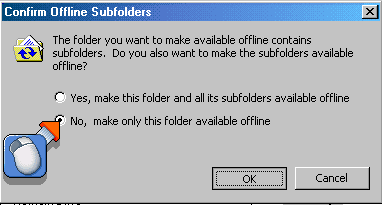 Confirm Offline Subfolders
The folder you want to make available offline contains
subfolders. Do you also want to make the subfolders available
offline?
Yes, make this folder and all its subfolders available offline
No, make only this folder available offline
OK
Cancel